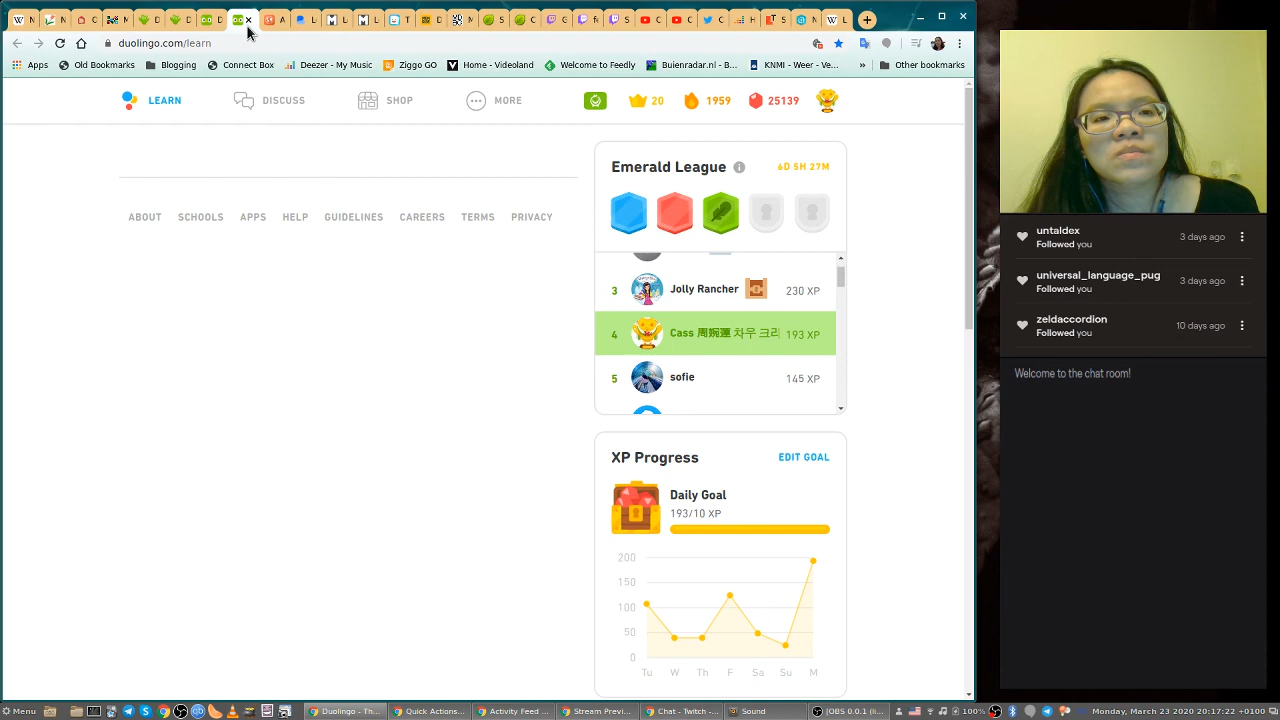 duolingo.com/learn
Apps Old Bookmarks Blogging Connect Box Deezer - My Music Ziggo GO Home - Videoland Welcome to Feedly Buienradar.nl - B... KNMI - Weer - Ve... » Other bookmarks
LEARN DISCUSS SHOP MORE 20 1959 25139
Emerald League 6D 5H 27M
ABOUT SCHOOLS APPS HELP GUIDELINES CAREERS TERMS PRIVACY
3 Jolly Rancher 230 XP
4 Cass 周婉蓮 차우 크리 193 XP
5 sofie 145 XP
XP Progress EDIT GOAL
Daily Goal
193/10 XP
200
150
100
50
0
Tu W Th F Sa Su M
untaldex
Followed you 3 days ago
universal_language_pug
Followed you 3 days ago
zeldaccordion
Followed you 10 days ago
Welcome to the chat room!
Menu Duolingo - Th... Quick Actions... Activity Feed ... Stream Previ... Chat - Twitch -... Sound [OBS 0.0.1 (li... 100% Monday, March 23 2020 20:17:22 +0100